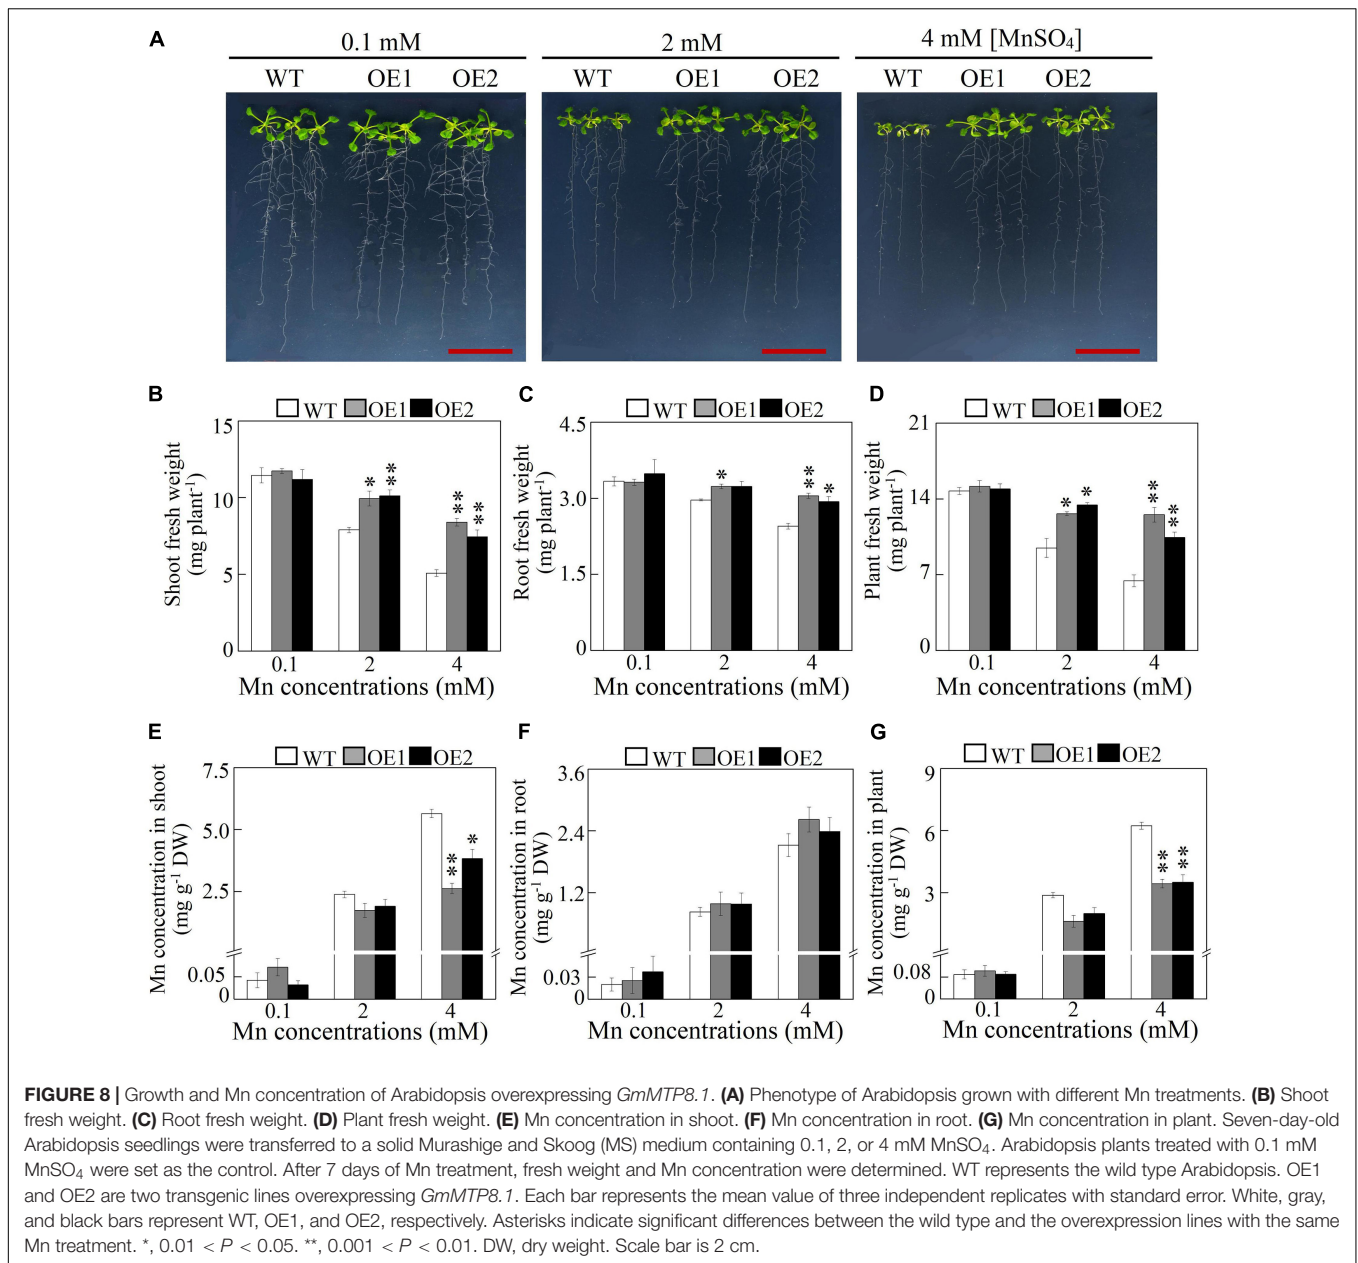 A
0.1 mM
2 mM
4 mM [MnSO₄]
WT OE1 OE2
WT OE1 OE2
WT OE1 OE2
B
WT OE1 OE2
Shoot fresh weight
(mg plant⁻¹)
15
10
5
0
* ** ** **
0.1 2 4
Mn concentrations (mM)
C
WT OE1 OE2
Root fresh weight
(mg plant⁻¹)
4.5
3.0
1.5
0
* ** *
0.1 2 4
Mn concentrations (mM)
D
WT OE1 OE2
Plant fresh weight
(mg plant⁻¹)
21
14
7
0
* * ** **
0.1 2 4
Mn concentrations (mM)
E
WT OE1 OE2
Mn concentration in shoot
(mg g⁻¹ DW)
7.5
5.0
2.5
0.05
0
** *
0.1 2 4
Mn concentrations (mM)
F
WT OE1 OE2
Mn concentration in root
(mg g⁻¹ DW)
3.6
2.4
1.2
0.03
0
0.1 2 4
Mn concentrations (mM)
G
WT OE1 OE2
Mn concentration in plant
(mg g⁻¹ DW)
9
6
3
0.08
0
** **
0.1 2 4
Mn concentrations (mM)
FIGURE 8 | Growth and Mn concentration of Arabidopsis overexpressing GmMTP8.1. (A) Phenotype of Arabidopsis grown with different Mn treatments. (B) Shoot
fresh weight. (C) Root fresh weight. (D) Plant fresh weight. (E) Mn concentration in shoot. (F) Mn concentration in root. (G) Mn concentration in plant. Seven-day-old
Arabidopsis seedlings were transferred to a solid Murashige and Skoog (MS) medium containing 0.1, 2, or 4 mM MnSO₄. Arabidopsis plants treated with 0.1 mM
MnSO₄ were set as the control. After 7 days of Mn treatment, fresh weight and Mn concentration were determined. WT represents the wild type Arabidopsis. OE1
and OE2 are two transgenic lines overexpressing GmMTP8.1. Each bar represents the mean value of three independent replicates with standard error. White, gray,
and black bars represent WT, OE1, and OE2, respectively. Asterisks indicate significant differences between the wild type and the overexpression lines with the same
Mn treatment. *, 0.01 < P < 0.05. **, 0.001 < P < 0.01. DW, dry weight. Scale bar is 2 cm.